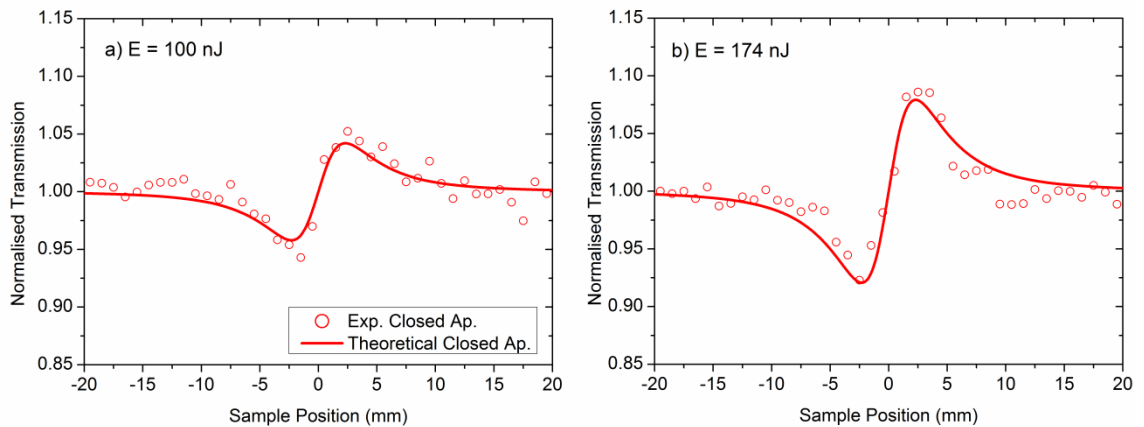 a) E = 100 nJ
1.15
1.10
1.05
1.00
0.95
0.90
0.85
Normalised Transmission
Exp. Closed Ap.
Theoretical Closed Ap.
-20 -15 -10 -5 0 5 10 15 20
Sample Position (mm)
b) E = 174 nJ
1.15
1.10
1.05
1.00
0.95
0.90
0.85
Normalised Transmission
-20 -15 -10 -5 0 5 10 15 20
Sample Position (mm)